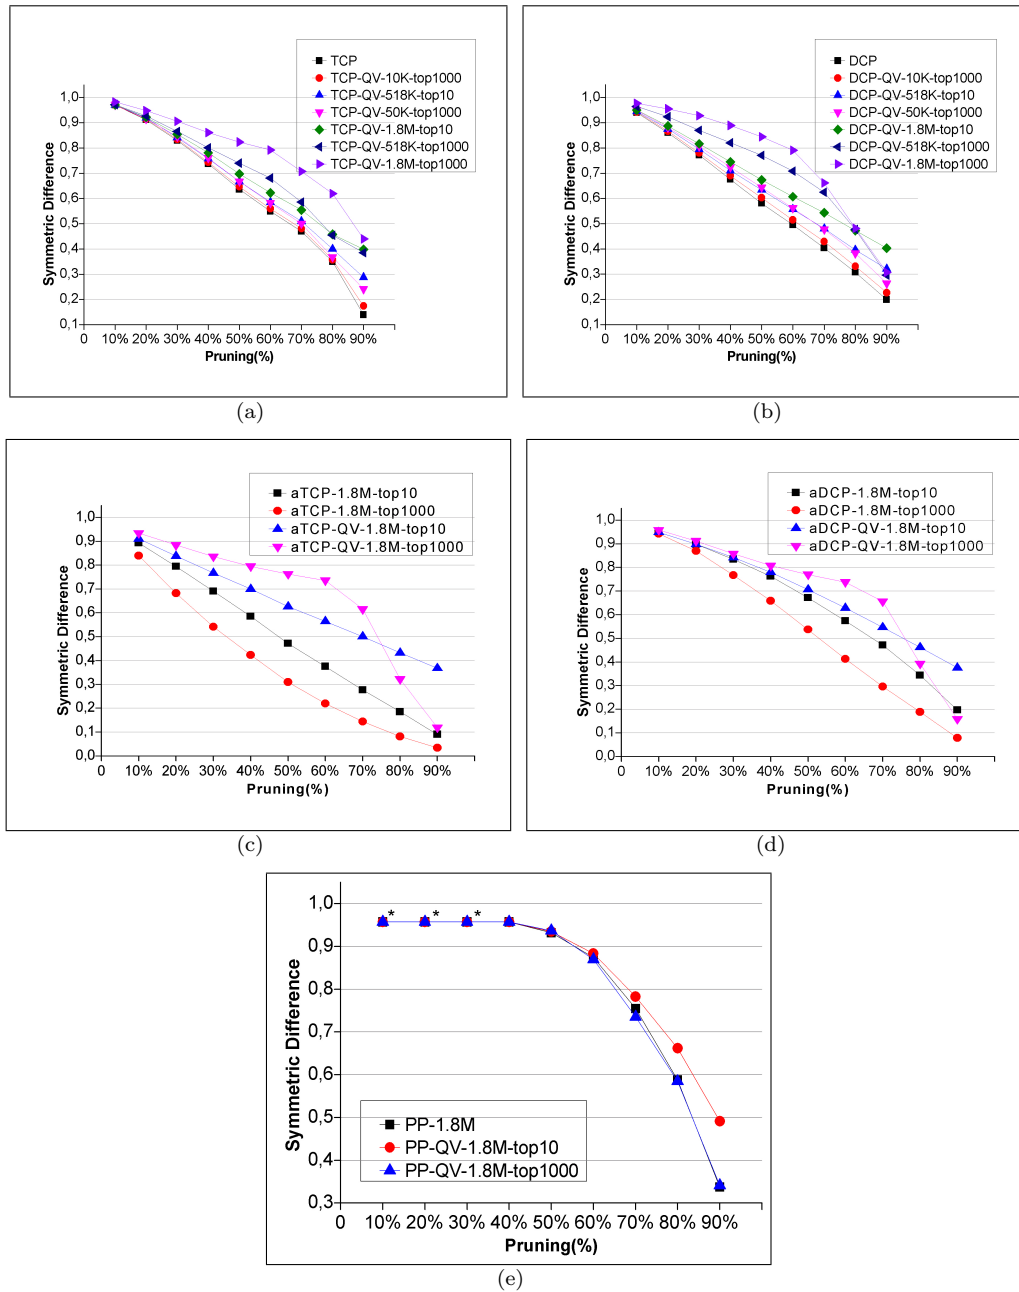 TCP
TCP-QV-10K-top1000
TCP-QV-518K-top10
TCP-QV-50K-top1000
TCP-QV-1.8M-top10
TCP-QV-518K-top1000
TCP-QV-1.8M-top1000
1,0
0,9
0,8
0,7
0,6
0,5
0,4
0,3
0,2
0,1
Symmetric Difference
0 10% 20% 30% 40% 50% 60% 70% 80% 90%
Pruning(%)
(a)
DCP
DCP-QV-10K-top1000
DCP-QV-518K-top10
DCP-QV-50K-top1000
DCP-QV-1.8M-top10
DCP-QV-518K-top1000
DCP-QV-1.8M-top1000
1,0
0,9
0,8
0,7
0,6
0,5
0,4
0,3
0,2
0,1
Symmetric Difference
0 10% 20% 30% 40% 50% 60% 70% 80% 90%
Pruning(%)
(b)
aTCP-1.8M-top10
aTCP-1.8M-top1000
aTCP-QV-1.8M-top10
aTCP-QV-1.8M-top1000
1,0
0,9
0,8
0,7
0,6
0,5
0,4
0,3
0,2
0,1
0,0
Symmetric Difference
0 10% 20% 30% 40% 50% 60% 70% 80% 90%
Pruning(%)
(c)
aDCP-1.8M-top10
aDCP-1.8M-top1000
aDCP-QV-1.8M-top10
aDCP-QV-1.8M-top1000
1,0
0,9
0,8
0,7
0,6
0,5
0,4
0,3
0,2
0,1
0,0
Symmetric Difference
0 10% 20% 30% 40% 50% 60% 70% 80% 90%
Pruning(%)
(d)
1,0
0,9
0,8
0,7
0,6
0,5
0,4
0,3
Symmetric Difference
* * *
PP-1.8M
PP-QV-1.8M-top10
PP-QV-1.8M-top1000
0 10% 20% 30% 40% 50% 60% 70% 80% 90%
Pruning(%)
(e)